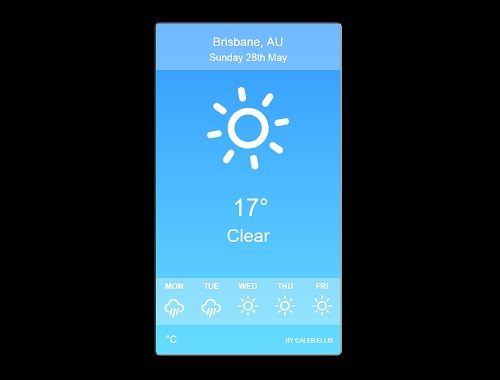 Brisbane, AU
Sunday 28th May
17°
Clear
MON TUE WED THU FRI
°C BY CALEB ELLIS